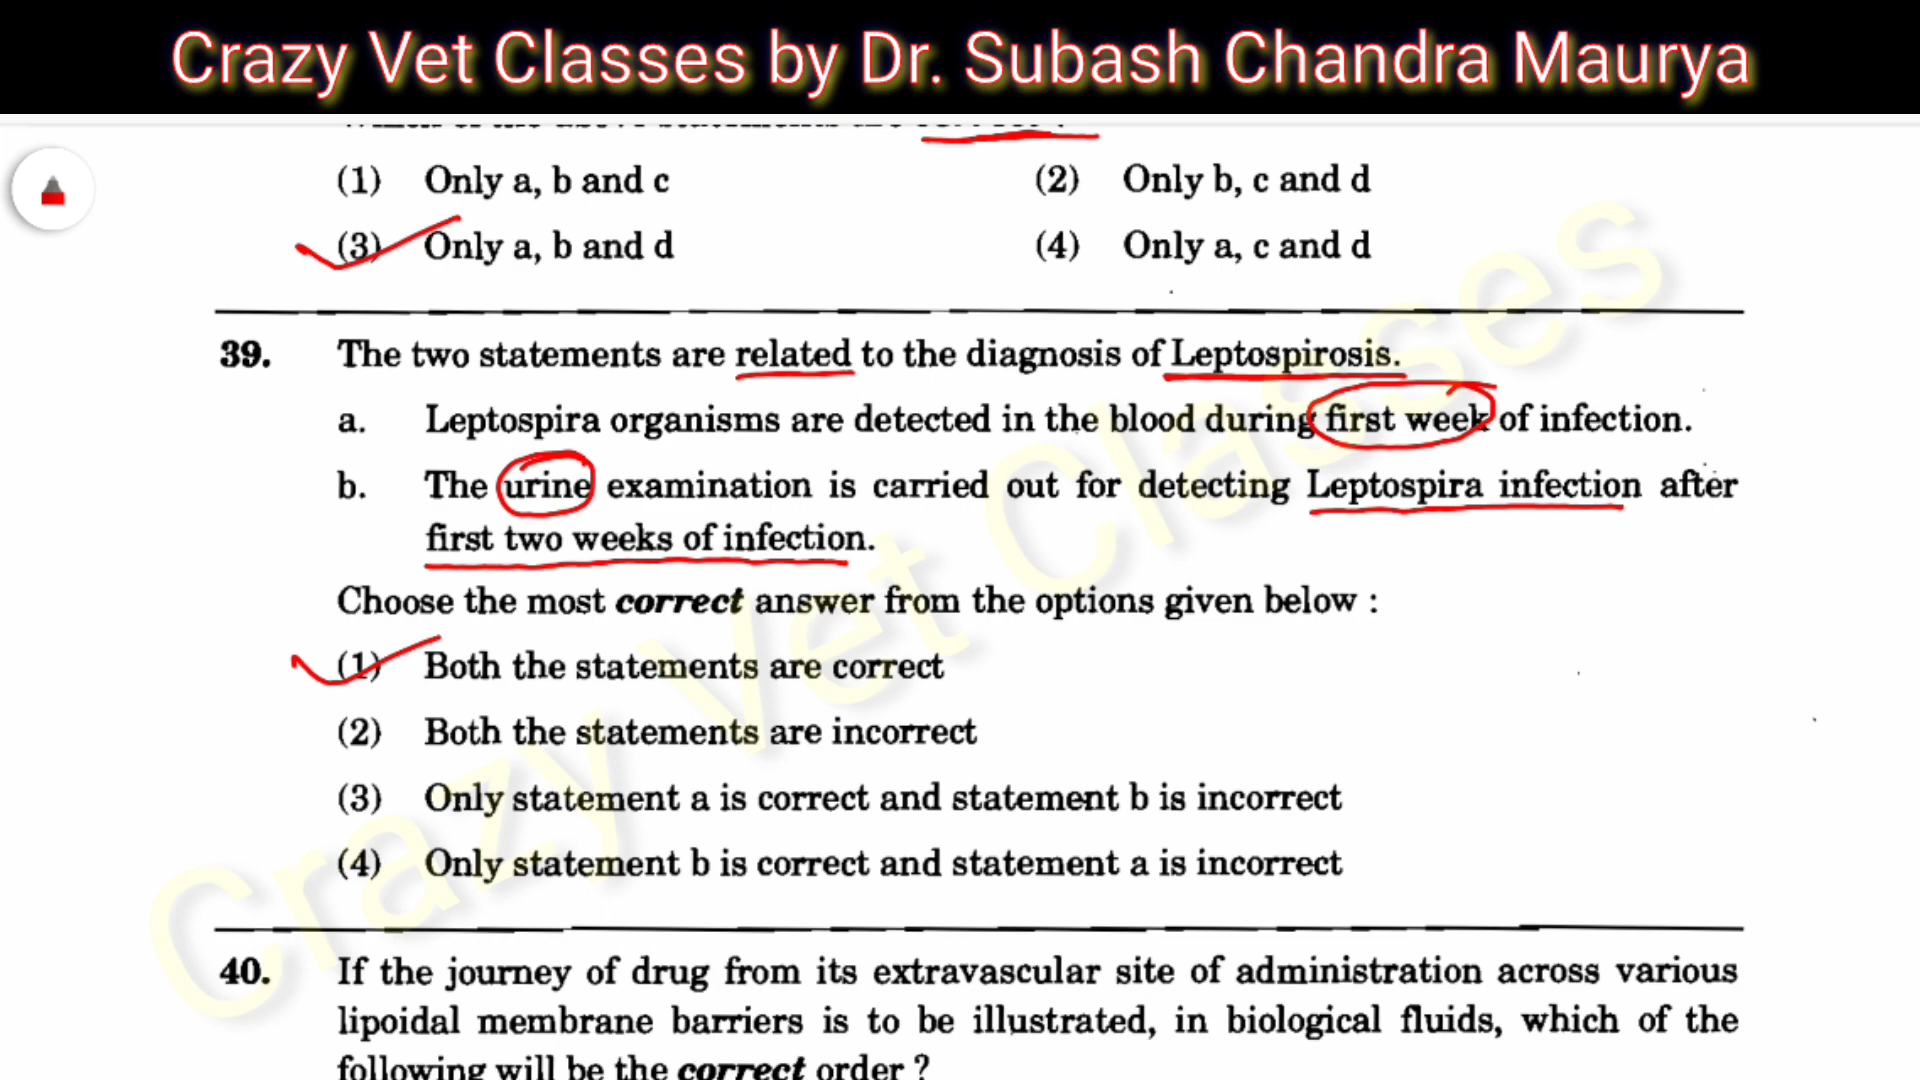 Crazy Vet Classes by Dr. Subash Chandra Maurya
(1) Only a, b and c (2) Only b, c and d
(3) Only a, b and d (4) Only a, c and d
39. The two statements are related to the diagnosis of Leptospirosis.
a. Leptospira organisms are detected in the blood during first week of infection.
b. The urine examination is carried out for detecting Leptospira infection after
first two weeks of infection.
Choose the most correct answer from the options given below :
(1) Both the statements are correct
(2) Both the statements are incorrect
(3) Only statement a is correct and statement b is incorrect
(4) Only statement b is correct and statement a is incorrect
40. If the journey of drug from its extravascular site of administration across various
lipoidal membrane barriers is to be illustrated, in biological fluids, which of the
following will be the correct order ?
Crazy Vet Classes